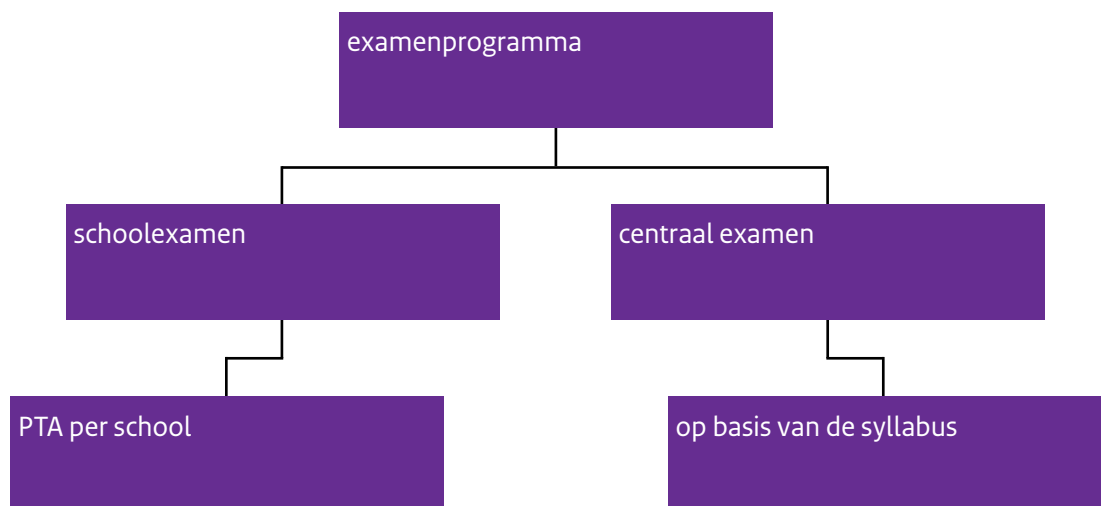 examenprogramma
schoolexamen
centraal examen
PTA per school
op basis van de syllabus